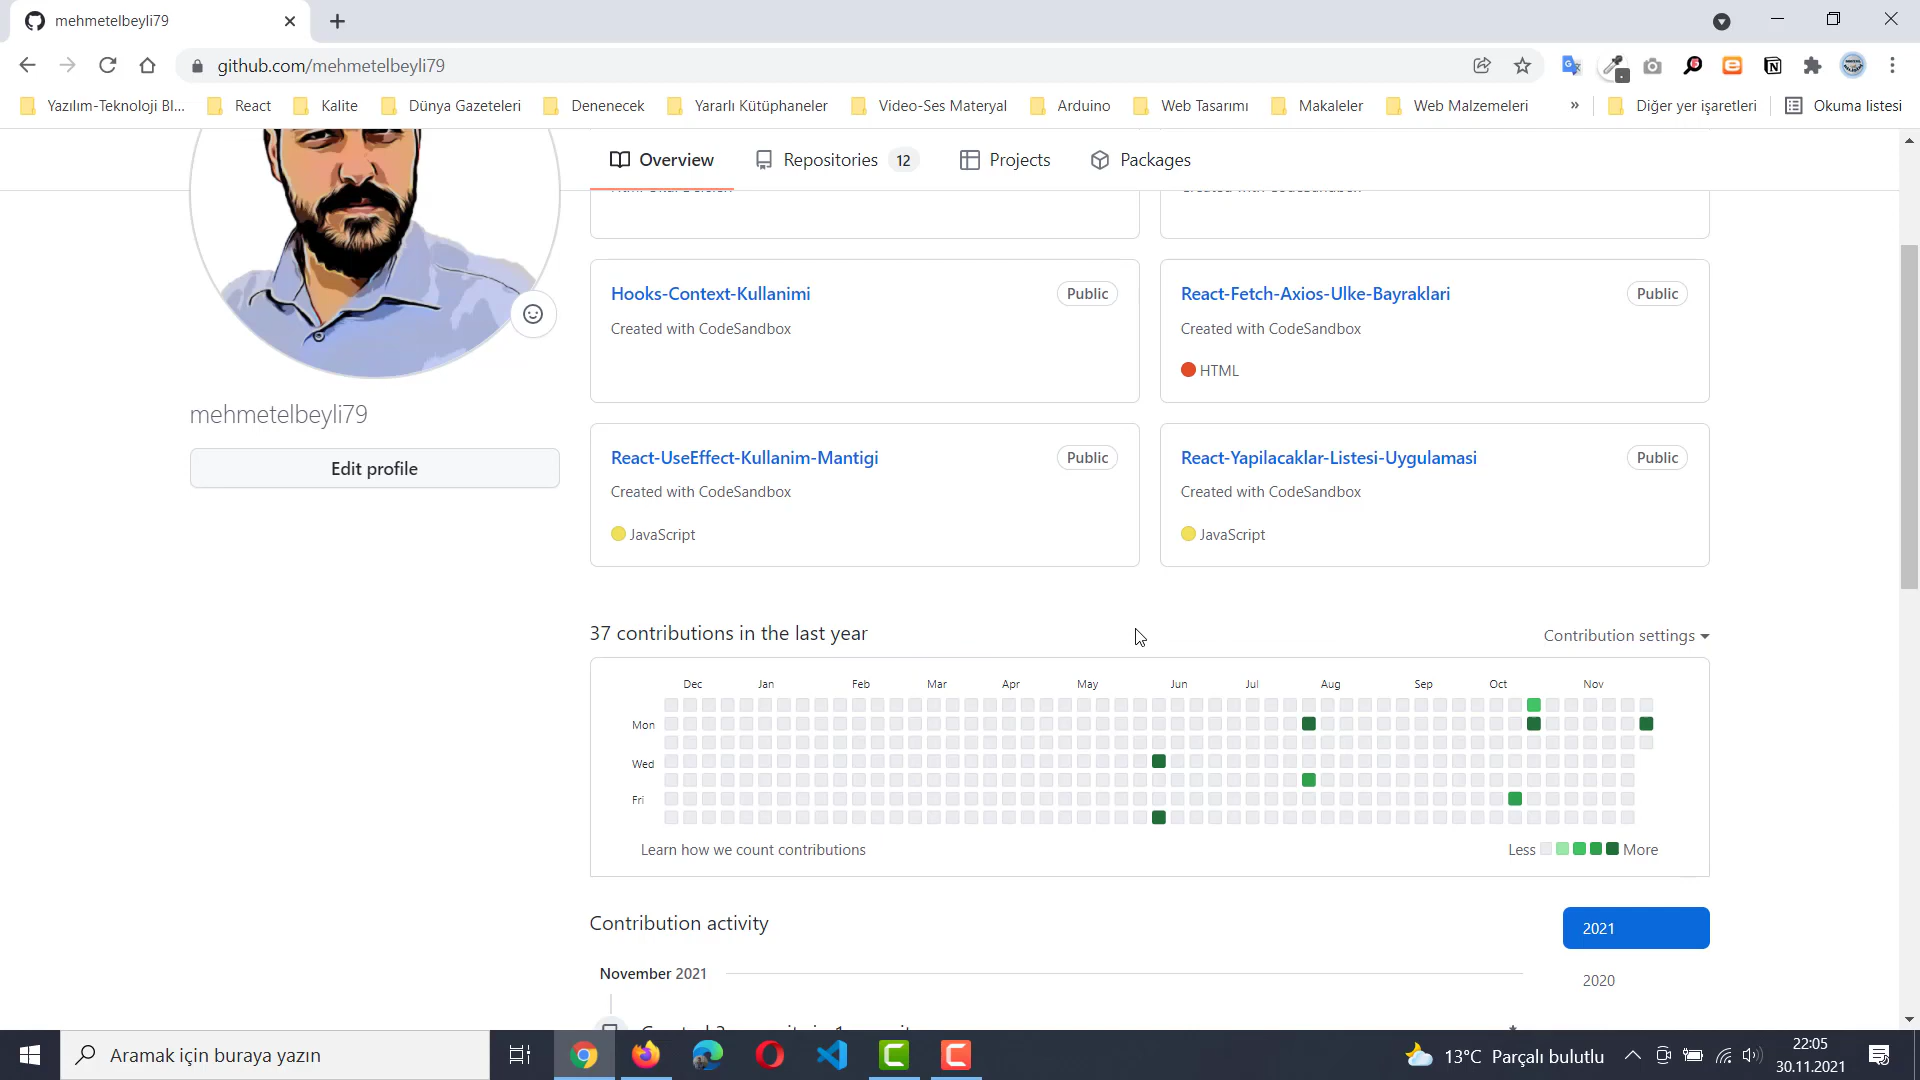 mehmetelbeyli79
github.com/mehmetelbeyli79
Yazılım-Teknoloji Bl... React Kalite Dünya Gazeteleri Denenecek Yararlı Kütüphaneler Video-Ses Materyal Arduino Web Tasarımı Makaleler Web Malzemeleri » Diğer yer işaretleri Okuma listesi
Overview Repositories 12 Projects Packages
Hooks-Context-Kullanimi Public
Created with CodeSandbox
React-Fetch-Axios-Ulke-Bayraklari Public
Created with CodeSandbox
HTML
mehmetelbeyli79
Edit profile
React-UseEffect-Kullanim-Mantigi Public
Created with CodeSandbox
JavaScript
React-Yapilacaklar-Listesi-Uygulamasi Public
Created with CodeSandbox
JavaScript
37 contributions in the last year
Contribution settings
Dec Jan Feb Mar Apr May Jun Jul Aug Sep Oct Nov
Mon
Wed
Fri
Learn how we count contributions
Less More
Contribution activity
2021
November 2021
2020
Aramak için buraya yazın
13°C Parçalı bulutlu
22:05
30.11.2021